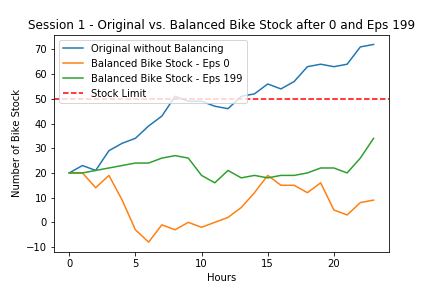 Session 1 - Original vs. Balanced Bike Stock after 0 and Eps 199
Original without Balancing
Balanced Bike Stock - Eps 0
Balanced Bike Stock - Eps 199
Stock Limit
Number of Bike Stock
70
60
50
40
30
20
10
0
−10
0 5 10 15 20
Hours